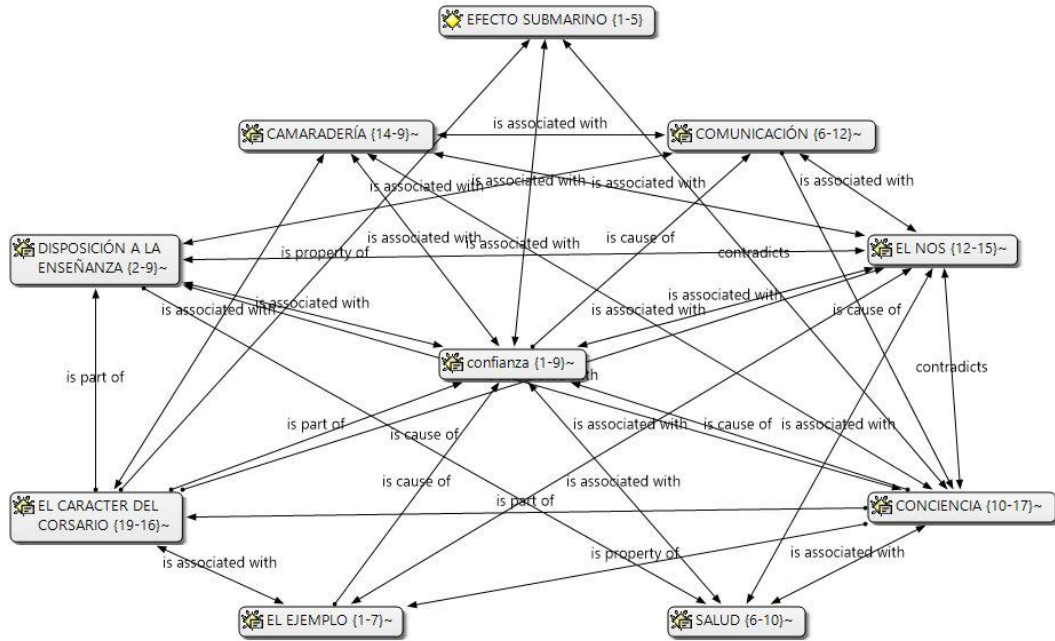 EFECTO SUBMARINO {1-5}
CAMARADERÍA {14-9}~
is associated with
COMUNICACIÓN {6-12}~
is associated with
is associated with
is associated with
is associated with
DISPOSICIÓN A LA
ENSEÑANZA {2-9}~
is property of
is associated with
is associated with
is cause of
contradicts
EL NOS {12-15}~
is associated with
is associated with
is associated with
is associated with
is cause of
confianza {1-9}~
is part of
contradicts
is part of
is cause of
is associated with
is cause of
is associated with
is cause of
is associated with
EL CARACTER DEL
CORSARIO {19-16}~
is part of
CONCIENCIA {10-17}~
is associated with
is property of
is associated with
EL EJEMPLO {1-7}~
SALUD {6-10}~